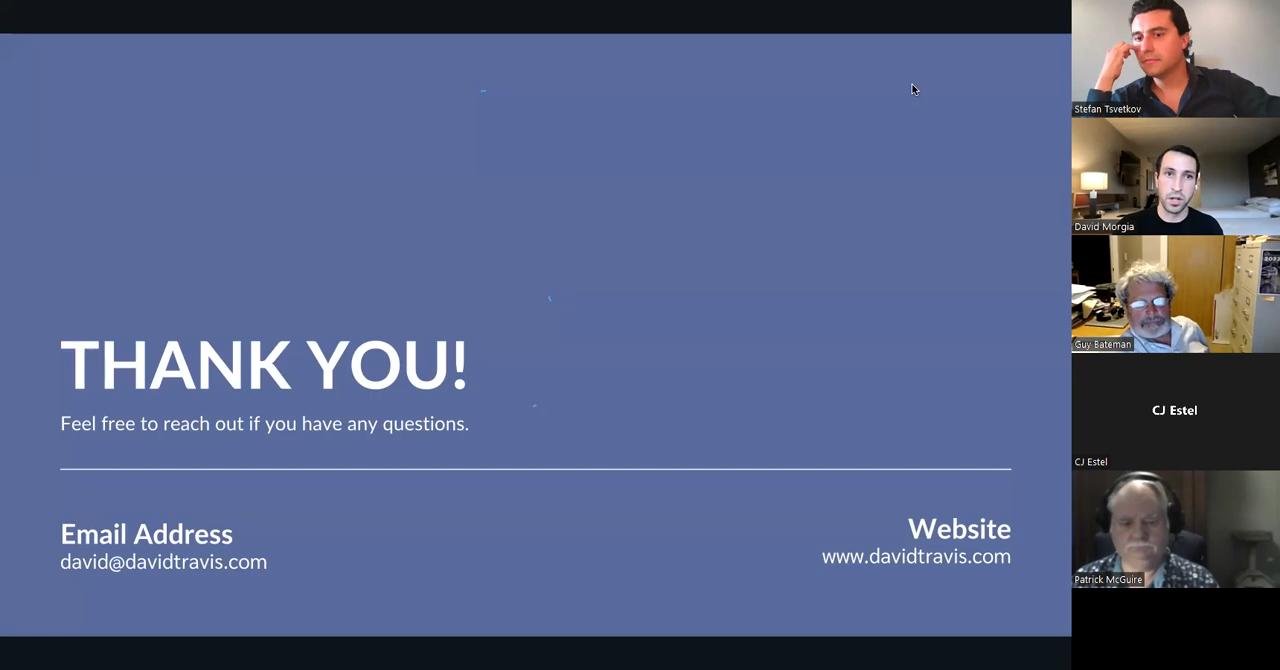 THANK YOU!
Feel free to reach out if you have any questions.
Email Address
david@davidtravis.com
Website
www.davidtravis.com
Stefan Tsvetkov
David Morgia
Guy Bateman
CJ Estel
CJ Estel
Patrick McGuire